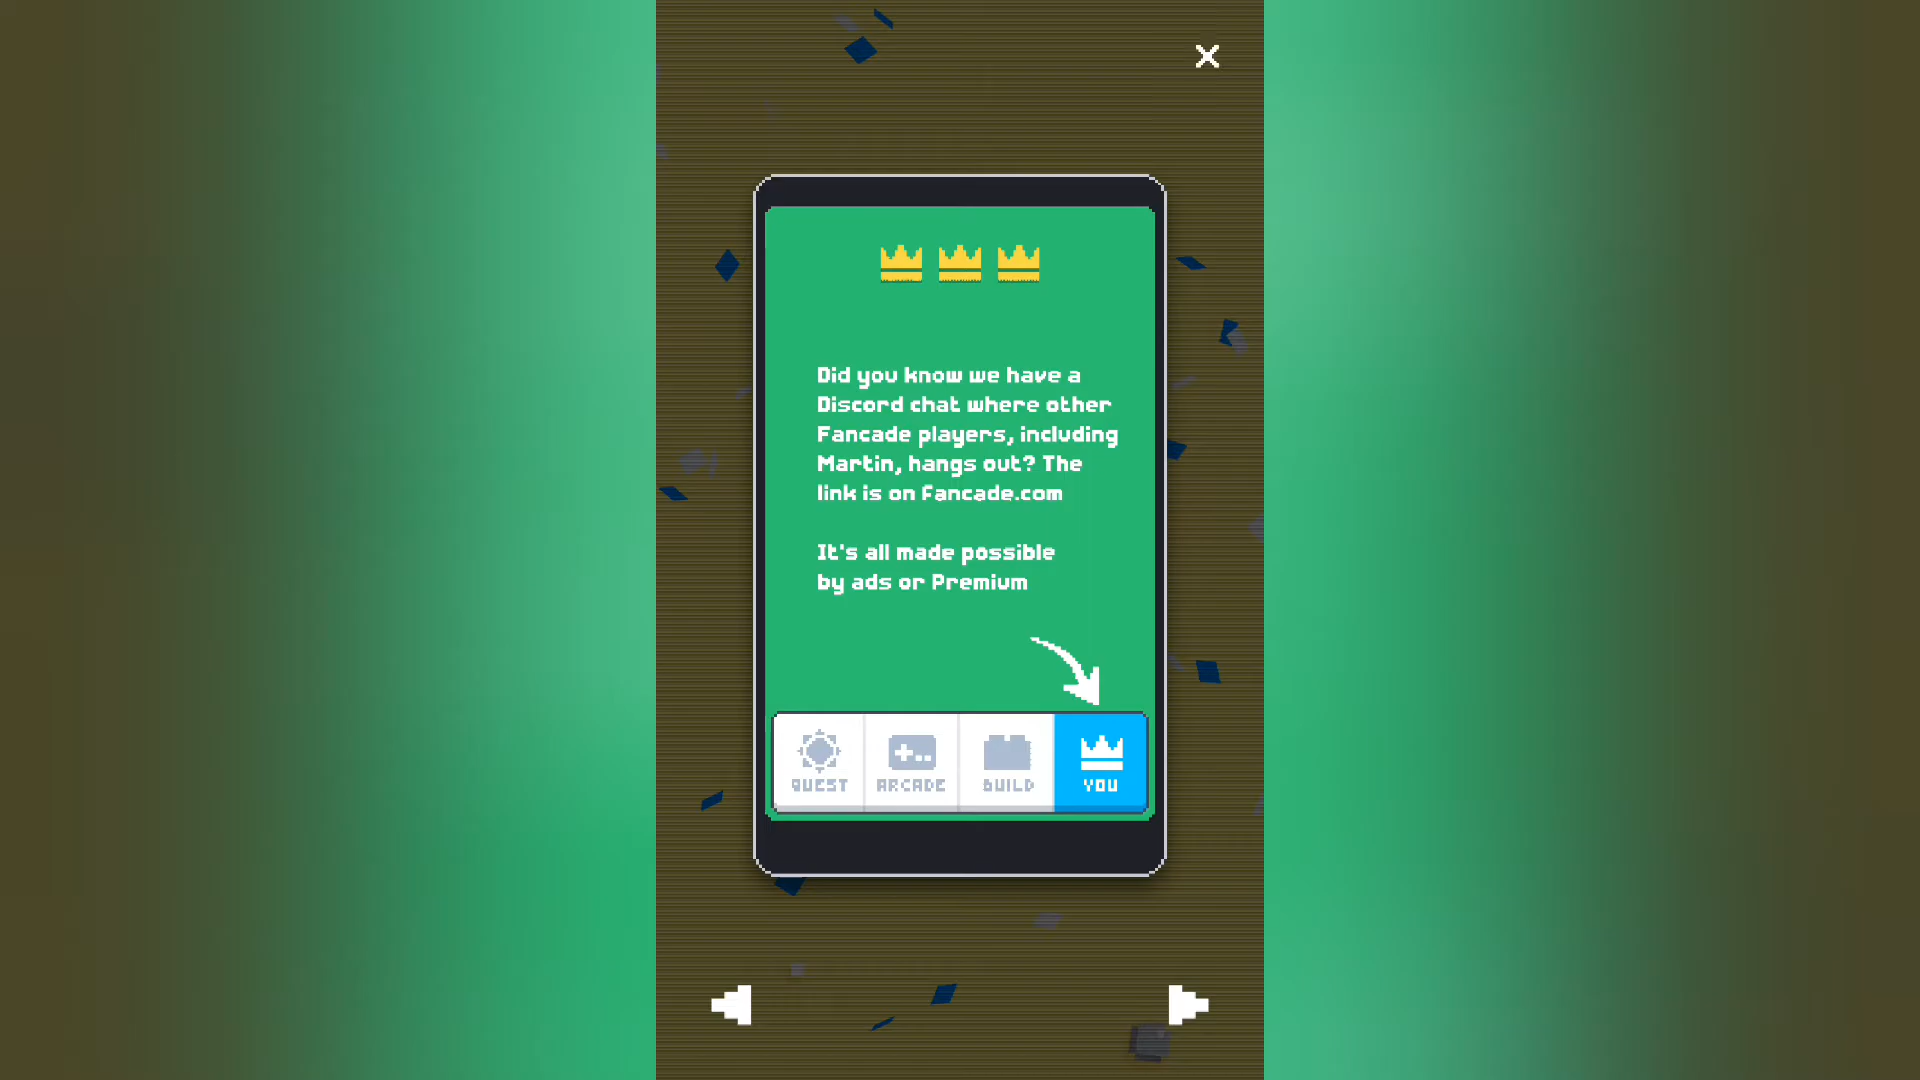 Did you know we have a
Discord chat where other
Fancade players, including
Martin, hangs out? The
link is on Fancade.com
It's all made possible
by ads or Premium
QUEST ARCADE BUILD YOU